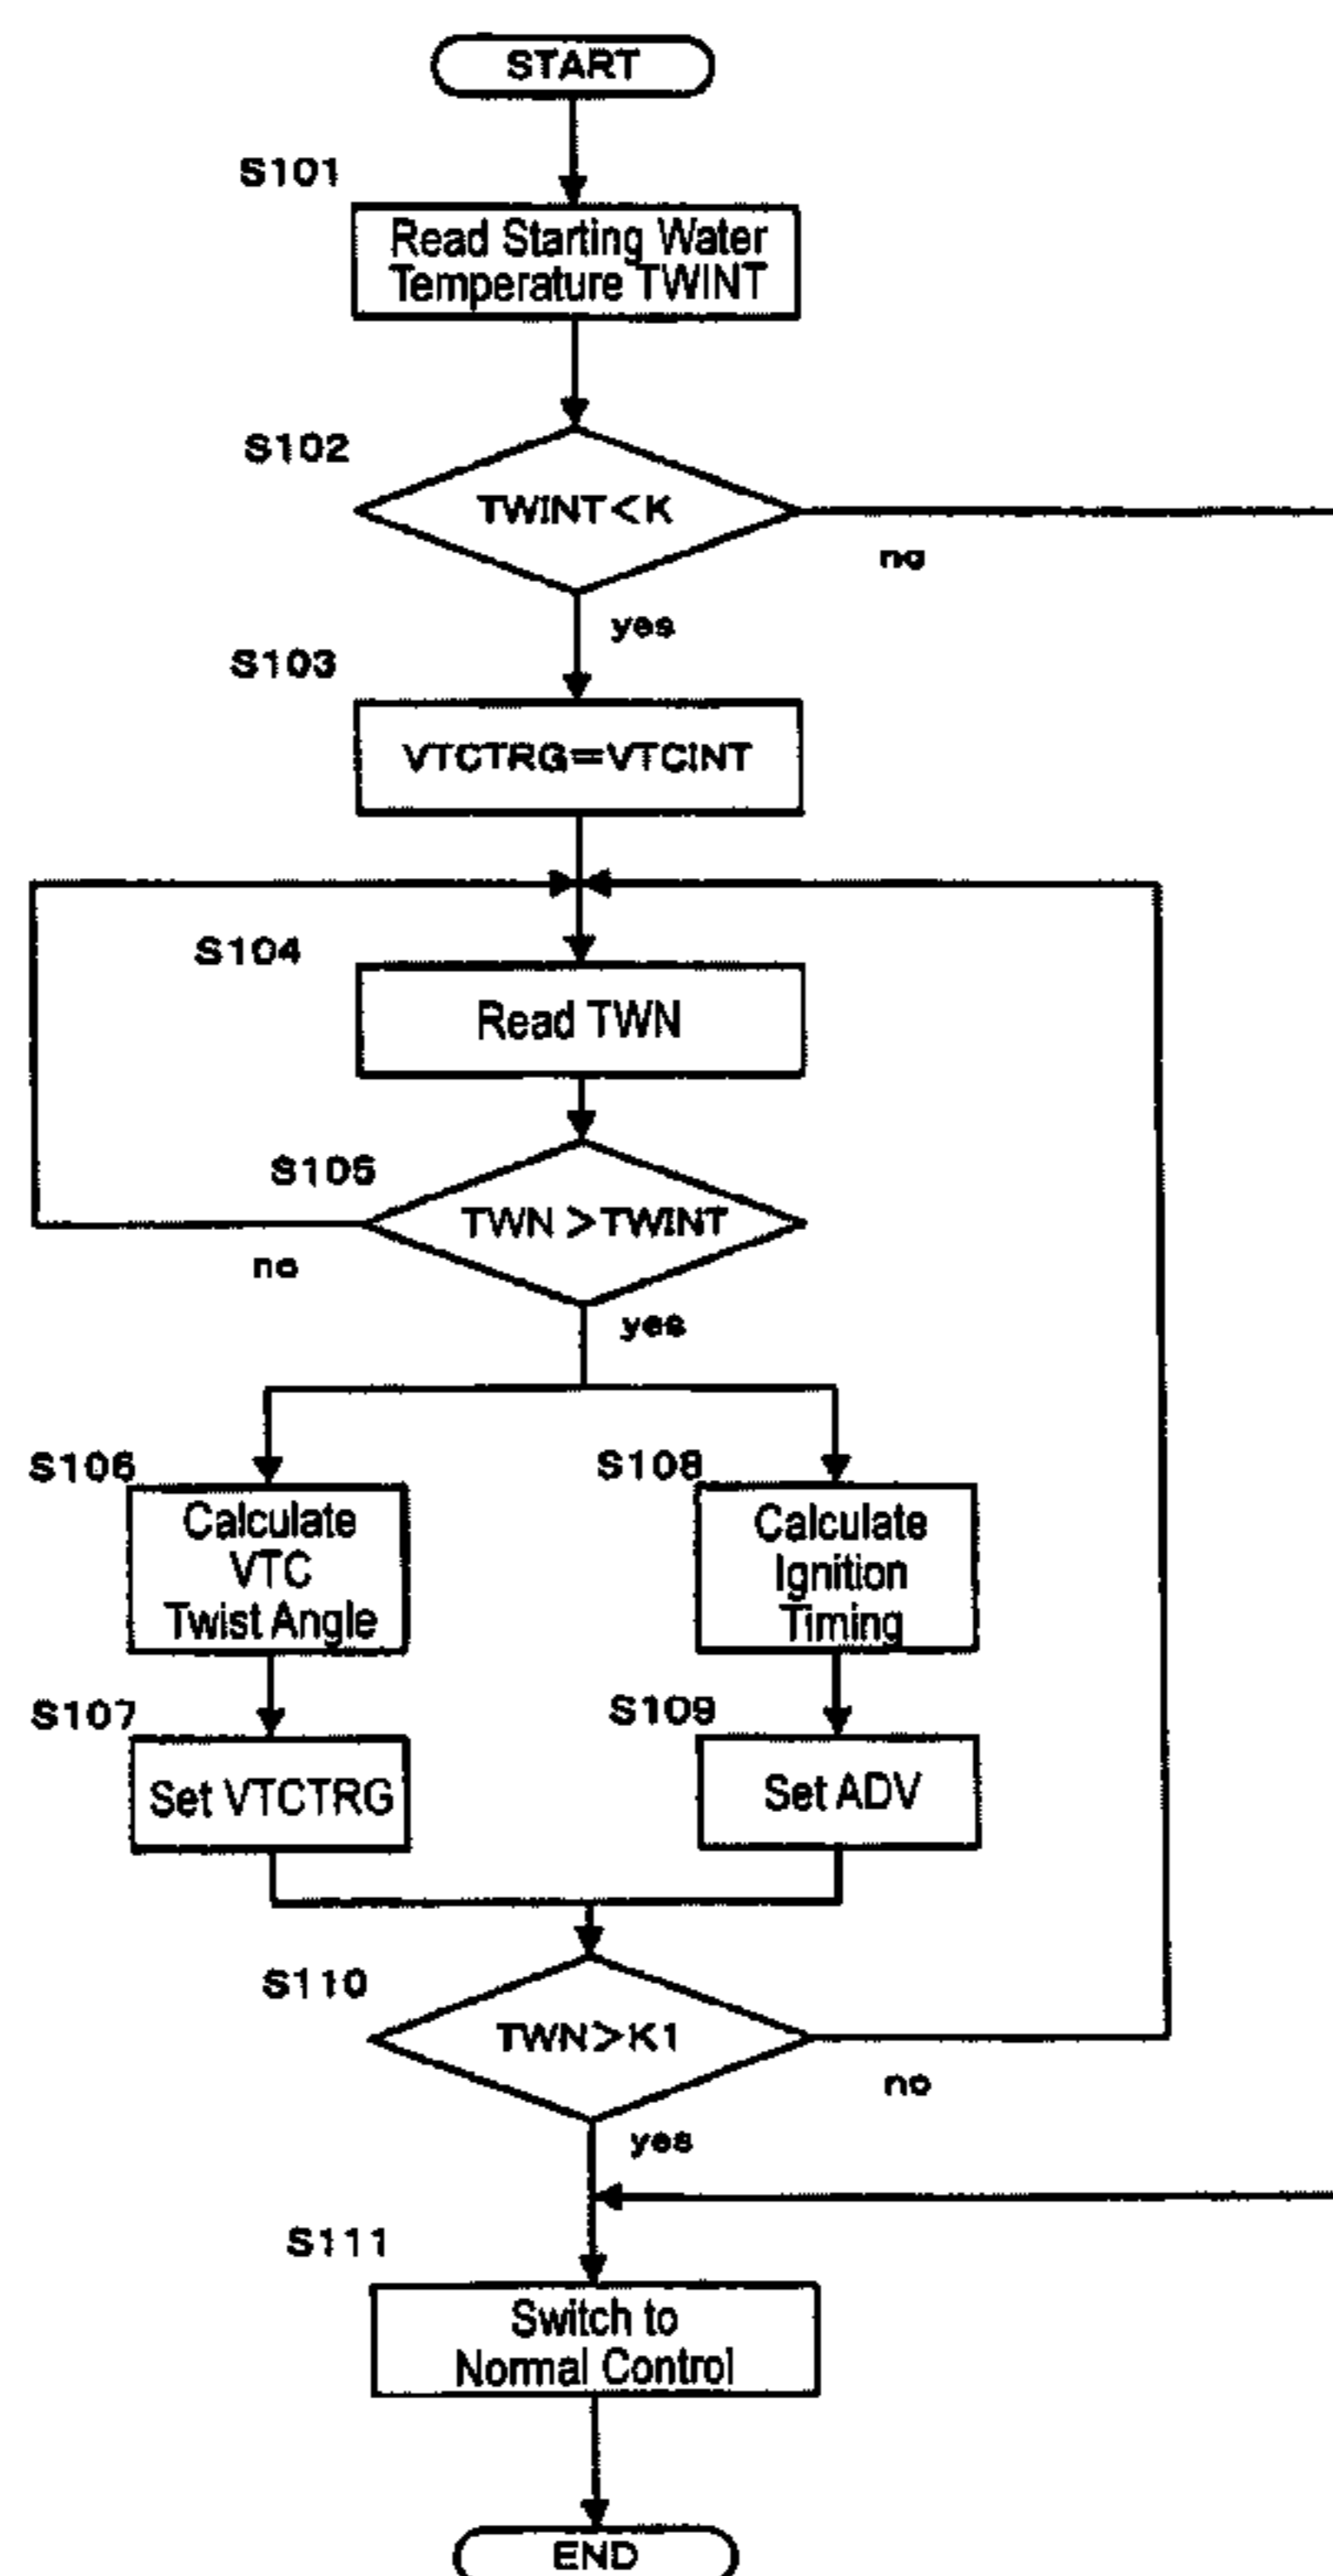 START
S101
Read Starting Water
Temperature TWINT
S102
TWINT<K
no
yes
S103
VTCTRG=VTCINT
S104
Read TWN
S105
TWN >TWINT
no
yes
S106
Calculate
VTC
Twist Angle
S108
Calculate
Ignition
Timing
S107
Set VTCTRG
S109
Set ADV
S110
TWN>K1
no
yes
S111
Switch to
Normal Control
END